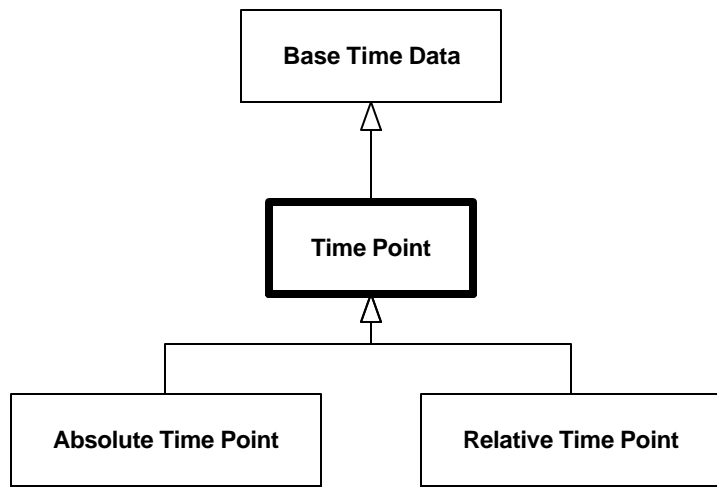 Base Time Data
Time Point
Absolute Time Point
Relative Time Point